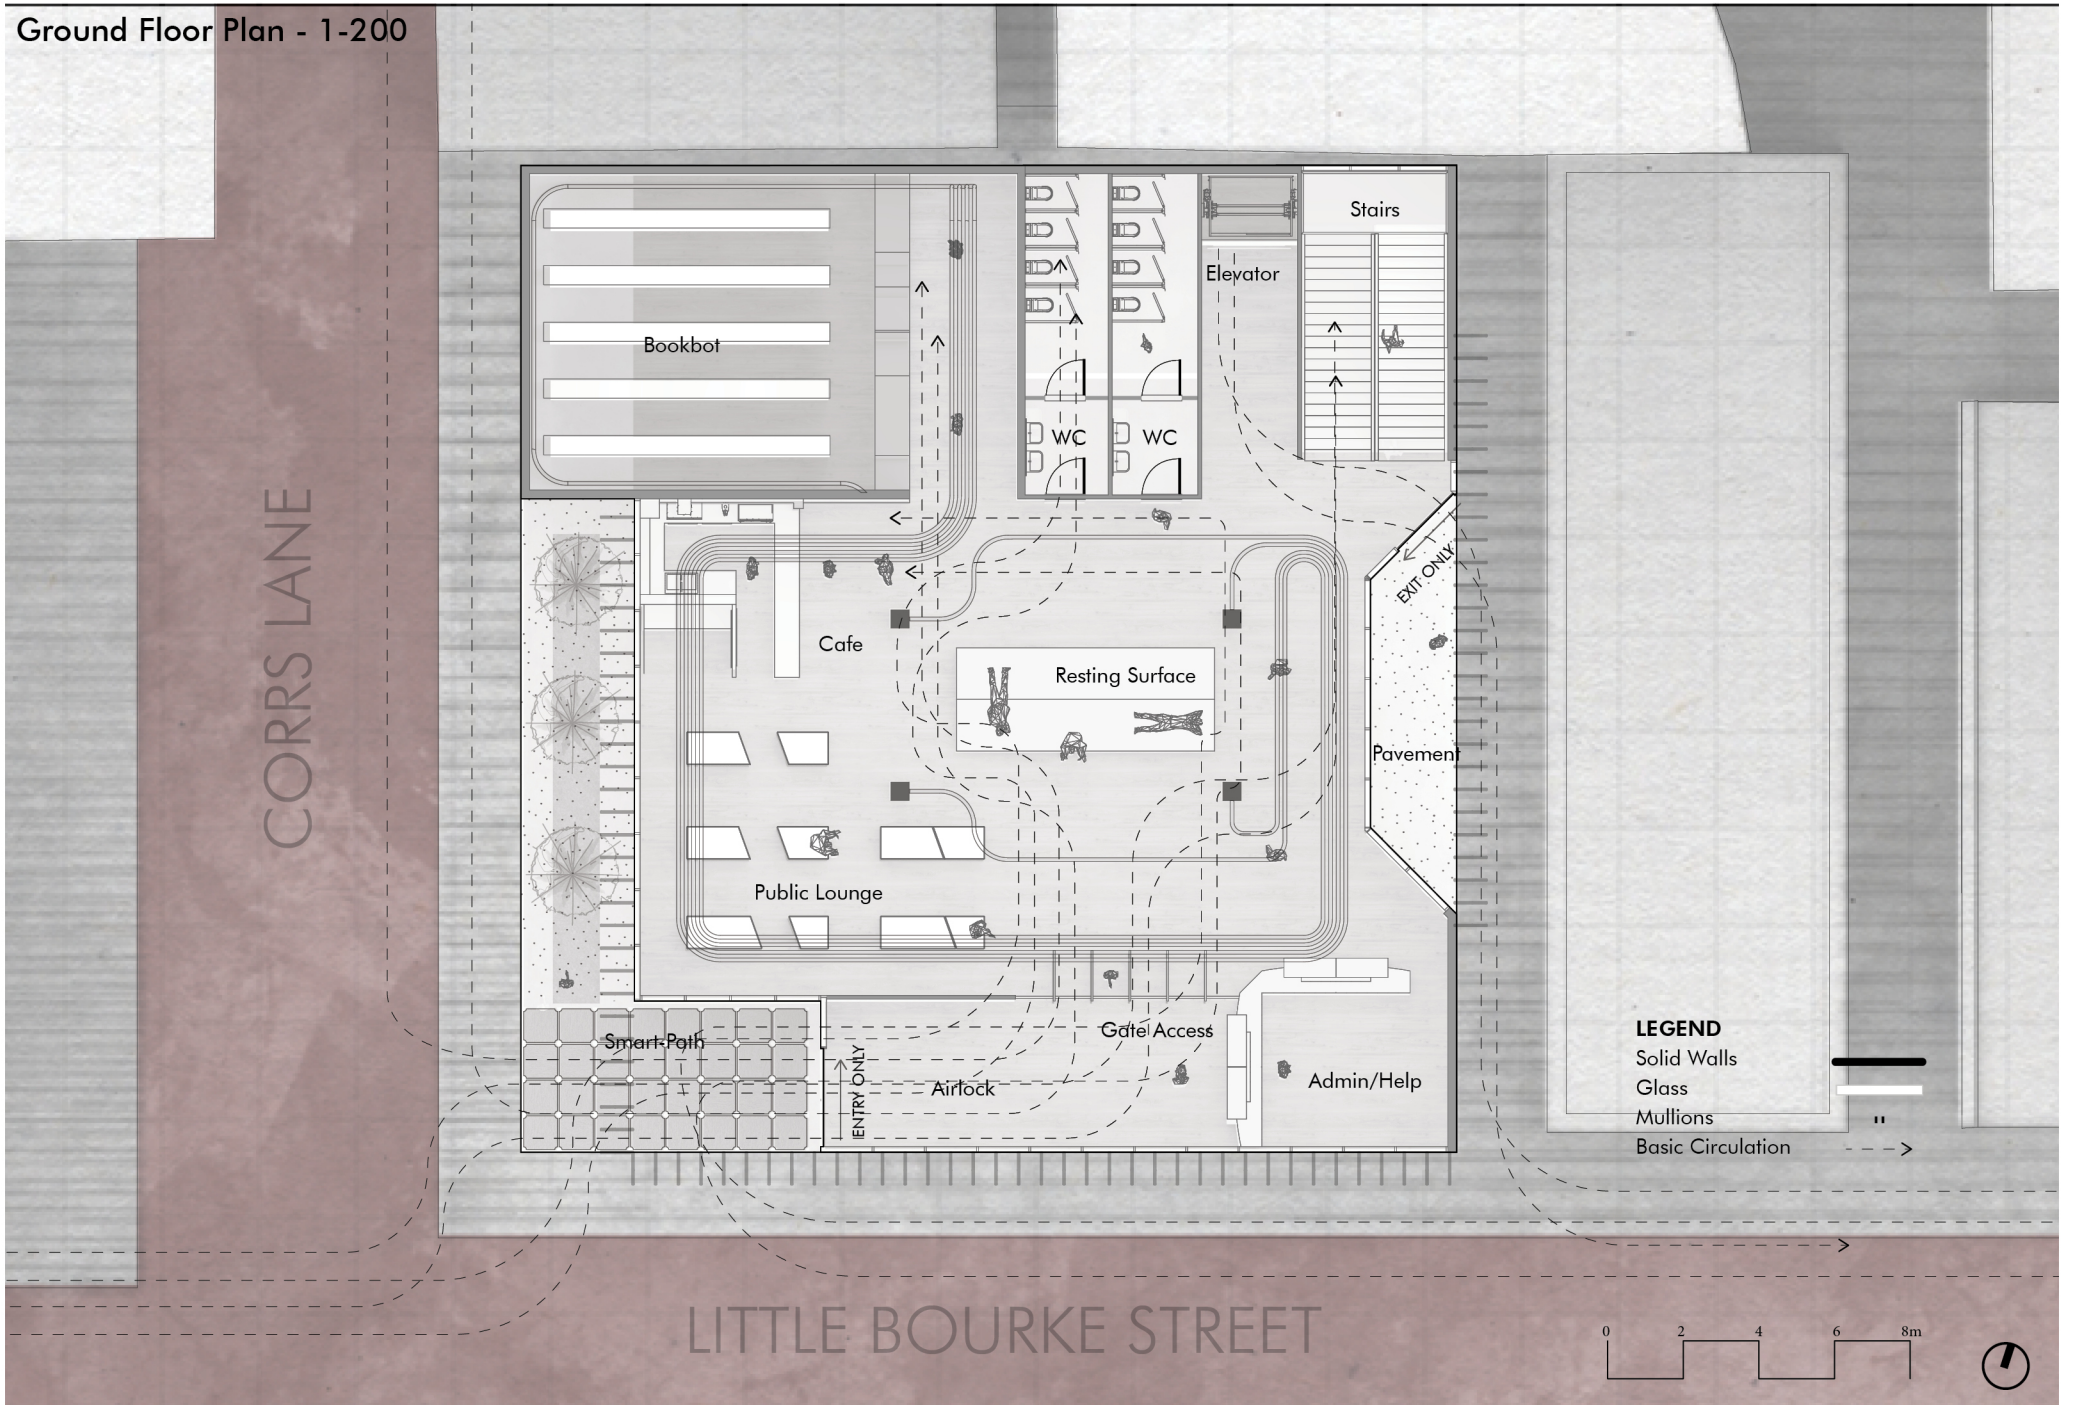 Ground Floor Plan - 1-200
Stairs
Elevator
Bookbot
WC
WC
CORRS LANE
EXIT ONLY
Cafe
Resting Surface
Pavement
Public Lounge
Smart-Path
Gate Access
ENTRY ONLY
Airlock
Admin/Help
LEGEND
Solid Walls
Glass
Mullions
Basic Circulation
LITTLE BOURKE STREET
0 2 4 6 8m